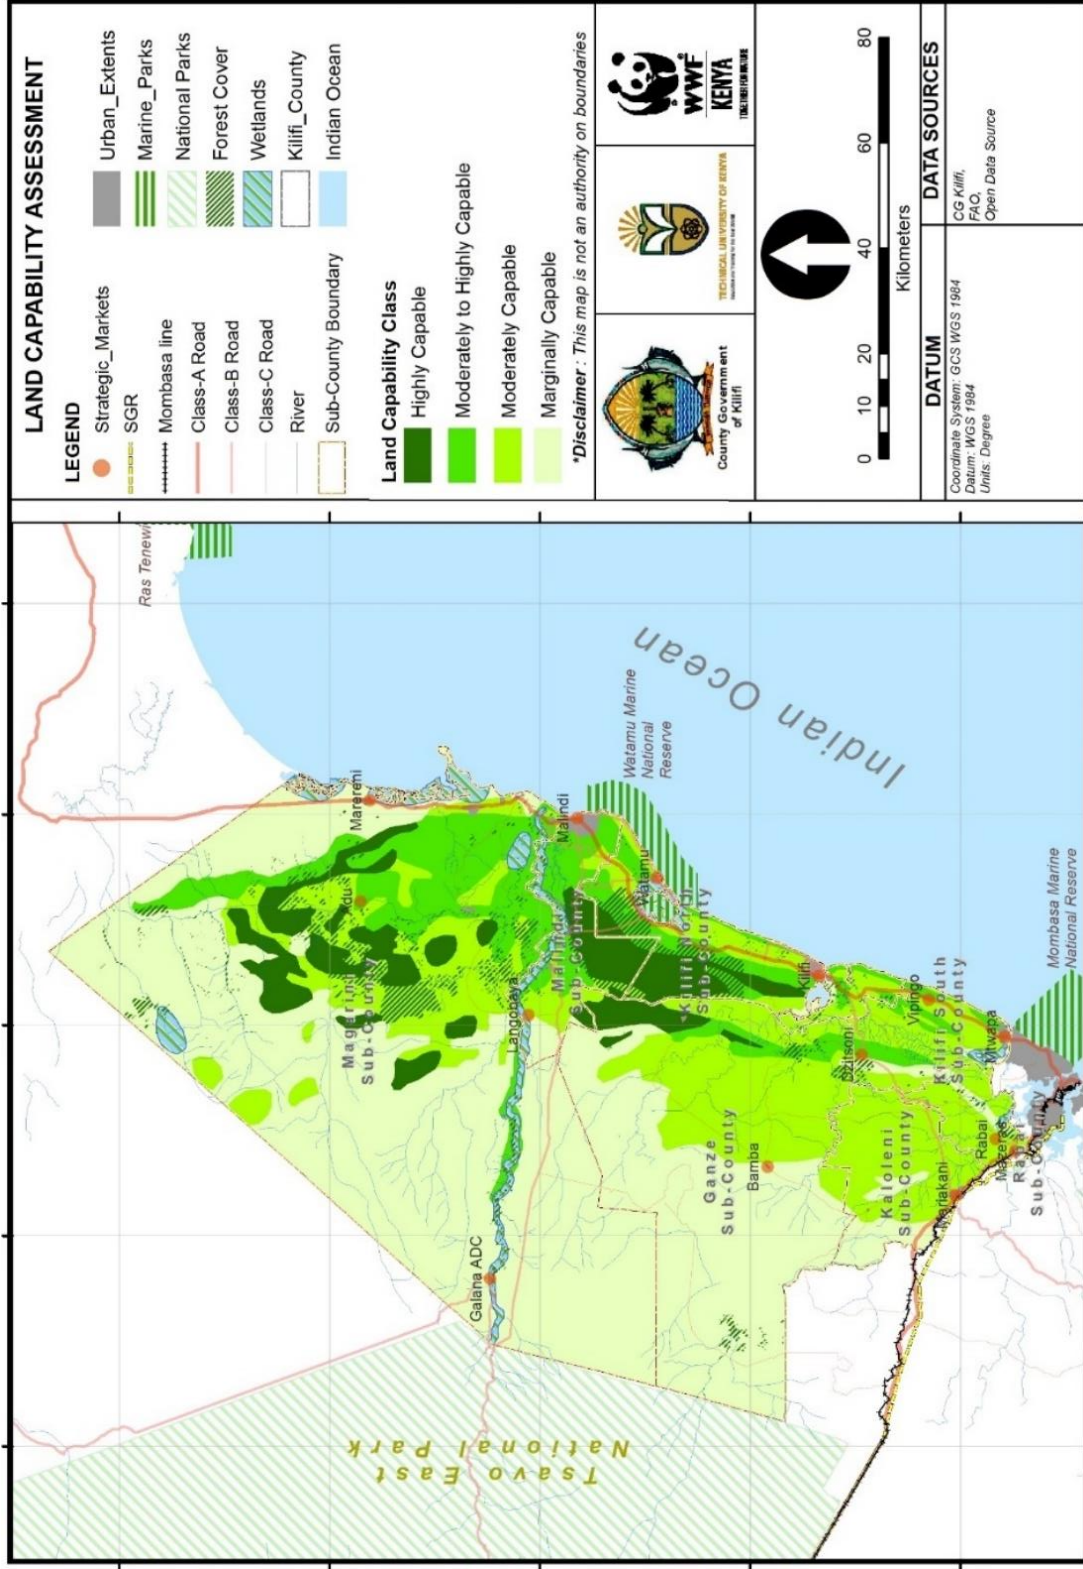 LAND CAPABILITY ASSESSMENT
LEGEND
Strategic_Markets
SGR
Mombasa line
Class-A Road
Class-B Road
Class-C Road
River
Sub-County Boundary
Urban_Extents
Marine_Parks
National Parks
Forest Cover
Wetlands
Kilifi_County
Indian Ocean
Land Capability Class
Highly Capable
Moderately to Highly Capable
Moderately Capable
Marginally Capable
*Disclaimer : This map is not an authority on boundaries
County Government
of Kilifi
TECHNICAL UNIVERSITY OF KENYA
WWF
KENYA
TOGETHER FOR NATURE
0 10 20 40 60 80
Kilometers
DATUM
Coordinate System: GCS WGS 1984
Datum: WGS 1984
Units: Degree
DATA SOURCES
CG Kilifi,
FAO,
Open Data Source
Ras Tenewi
Marereni
Adu
Magarini
Sub-County
Langobaya
Galana ADC
Malindi
Malindi
Sub County
Watamu
Watamu Marine
National
Reserve
Indian Ocean
Kilifi North
Sub-County
Tsavo East
National Park
Ganze
Sub-County
Bamba
Kilifi
Dzitsoni
Vipingo
Kilifi South
Sub-County
Mtwapa
Kaloleni
Sub-County
Mariakani
Rabai
Mazeras
Rabai
Sub-County
Mombasa Marine
National Reserve